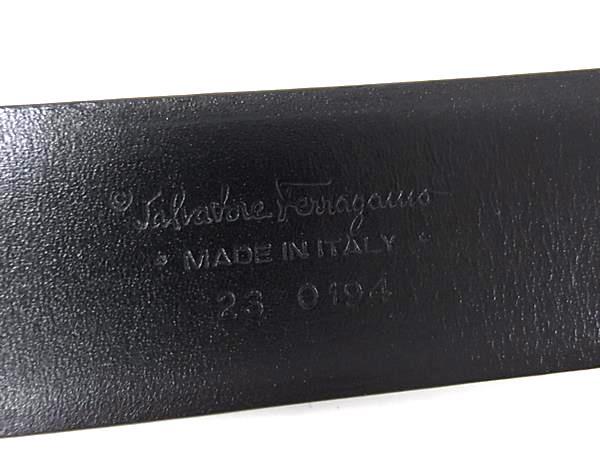 © Salvatore Ferragamo
* MADE IN ITALY *
23 0194